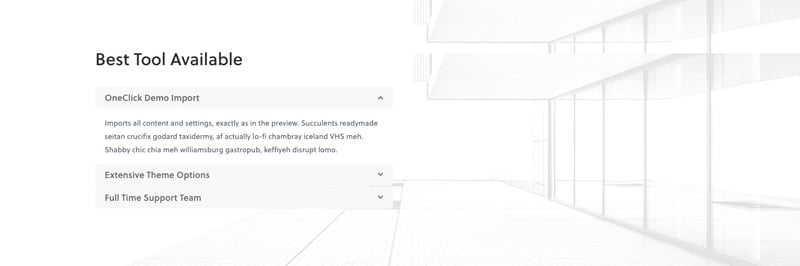 Best Tool Available
OneClick Demo Import
Imports all content and settings, exactly as in the preview. Succulents readymade
seitan crucifix godard taxidermy, af actually lo-fi chambray iceland VHS meh.
Shabby chic chia meh williamsburg gastropub, keffiyeh disrupt lomo.
Extensive Theme Options
Full Time Support Team